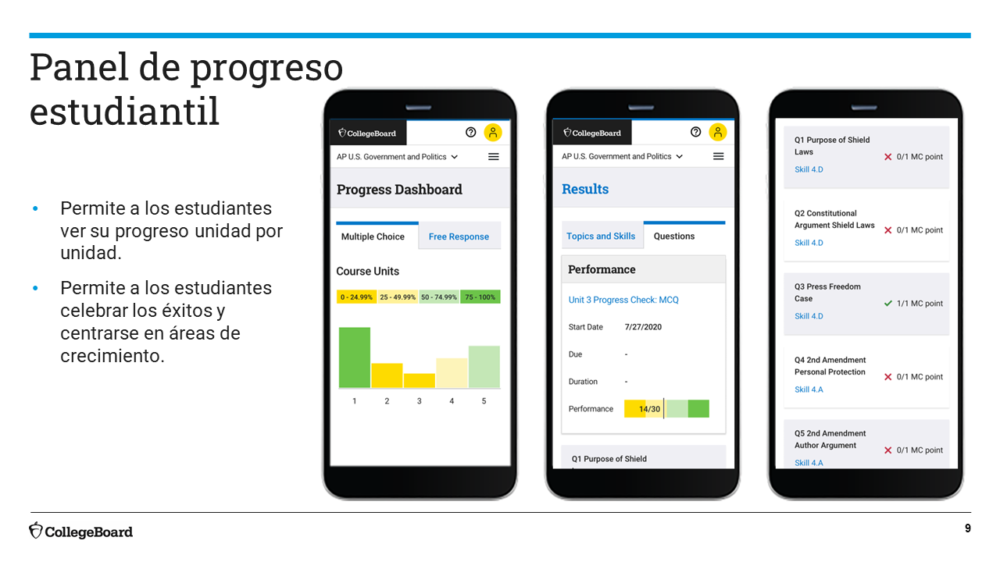 Panel de progreso
estudiantil
• Permite a los estudiantes
ver su progreso unidad por
unidad.
• Permite a los estudiantes
celebrar los éxitos y
centrarse en áreas de
crecimiento.
CollegeBoard
AP U.S. Government and Politics
Progress Dashboard
Multiple Choice Free Response
Course Units
0 - 24.99% 25 - 49.99% 50 - 74.99% 75 - 100%
1 2 3 4 5
CollegeBoard
AP U.S. Government and Politics
Results
Topics and Skills Questions
Performance
Unit 3 Progress Check: MCQ
Start Date 7/27/2020
Due -
Duration -
Performance 14/30
Q1 Purpose of Shield
Q1 Purpose of Shield
Laws
0/1 MC point
Skill 4.D
Q2 Constitutional
Argument Shield Laws
0/1 MC point
Skill 4.D
Q3 Press Freedom
Case
1/1 MC point
Skill 4.D
Q4 2nd Amendment
Personal Protection
0/1 MC point
Skill 4.A
Q5 2nd Amendment
Author Argument
0/1 MC point
Skill 4.A
CollegeBoard
9